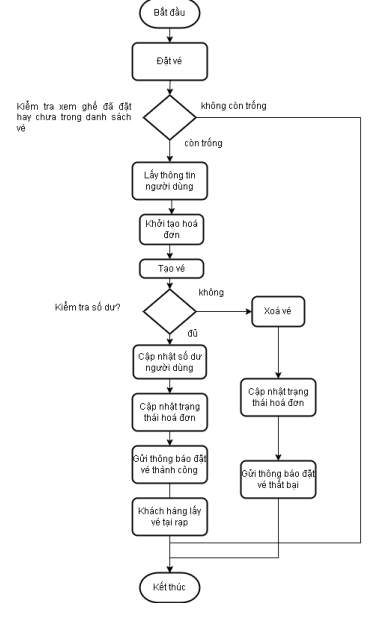 Bắt đầu
Đặt vé
Kiểm tra xem ghế đã đặt
hay chưa trong danh sách
vé
không còn trống
còn trống
Lấy thông tin
người dùng
Khởi tạo hoá
đơn
Tạo vé
Kiểm tra số dư?
không
Xoá vé
đủ
Cập nhật số dư
người dùng
Cập nhật trạng
thái hoá đơn
Cập nhật trạng
thái hoá đơn
Gửi thông báo đặt
vé thành công
Gửi thông báo đặt
vé thất bại
Khách hàng lấy
vé tại rạp
Kết thúc